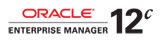 ORACLE®
ENTERPRISE MANAGER 12c